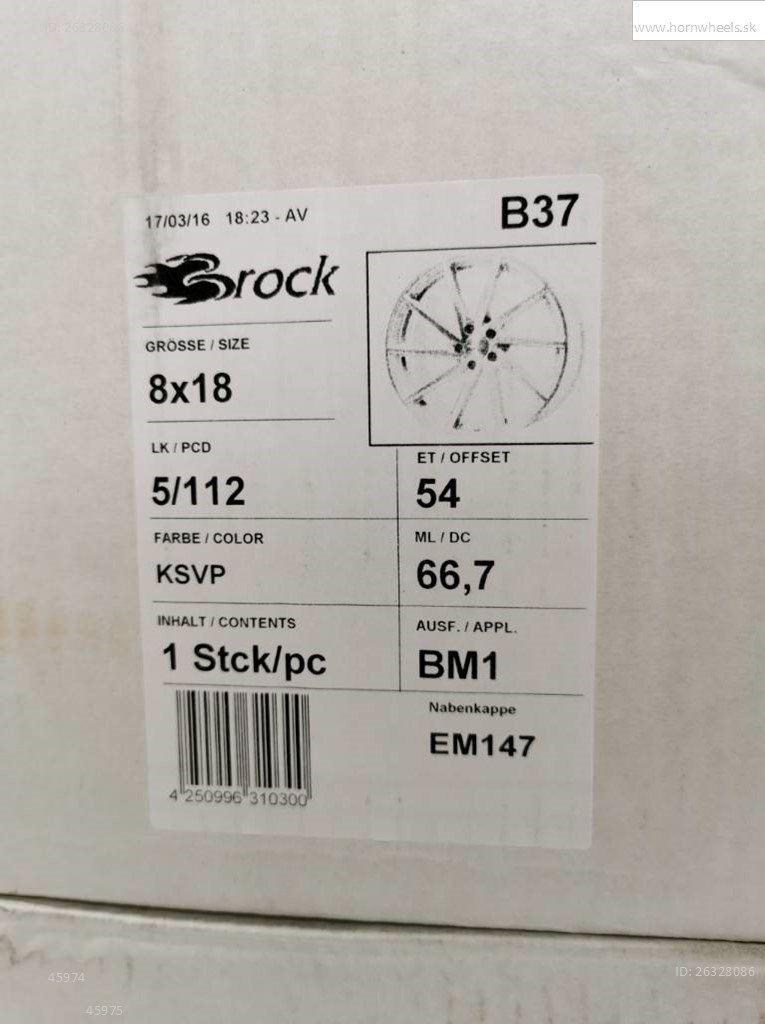 ID: 26328086
www.hornwheels.sk
17/03/16 18:23 - AV
B37
Brock
GRÖSSE / SIZE
8x18
LK / PCD
5/112
ET / OFFSET
54
FARBE / COLOR
KSVP
ML / DC
66,7
INHALT / CONTENTS
1 Stck/pc
AUSF. / APPL.
BM1
Nabenkappe
EM147
4 250996 310300
45974
ID: 26328086
45975